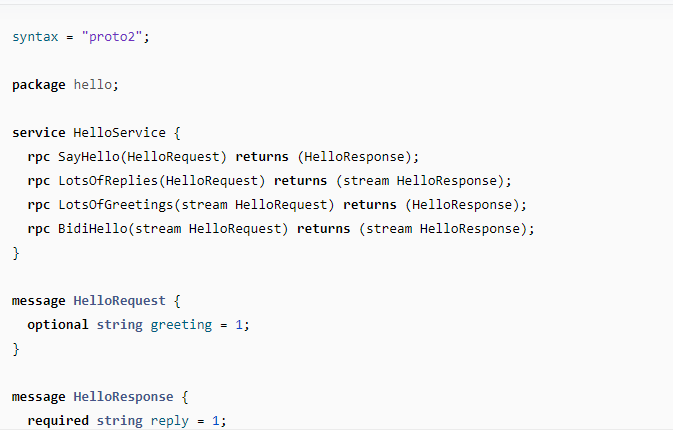 syntax = "proto2";
package hello;
service HelloService {
rpc SayHello(HelloRequest) returns (HelloResponse);
rpc LotsOfReplies(HelloRequest) returns (stream HelloResponse);
rpc LotsOfGreetings(stream HelloRequest) returns (HelloResponse);
rpc BidiHello(stream HelloRequest) returns (stream HelloResponse);
}
message HelloRequest {
optional string greeting = 1;
}
message HelloResponse {
required string reply = 1;